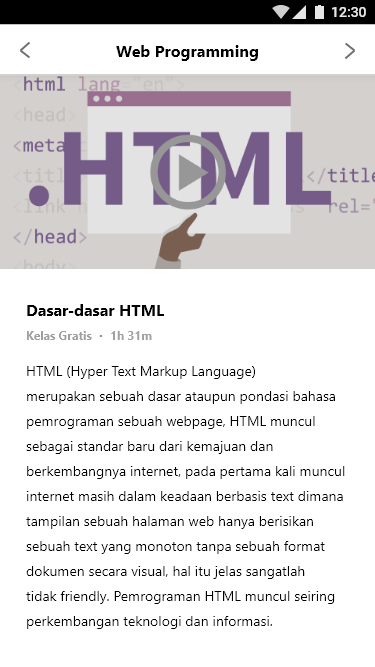 12:30
Web Programming
<html lang="en">
<head>
<meta
.HTML
<title
</title
<link
rel="
</head>
<body>
Dasar-dasar HTML
Kelas Gratis • 1h 31m
HTML (Hyper Text Markup Language)
merupakan sebuah dasar ataupun pondasi bahasa
pemrograman sebuah webpage, HTML muncul
sebagai standar baru dari kemajuan dan
berkembangnya internet, pada pertama kali muncul
internet masih dalam keadaan berbasis text dimana
tampilan sebuah halaman web hanya berisikan
sebuah text yang monoton tanpa sebuah format
dokumen secara visual, hal itu jelas sangatlah
tidak friendly. Pemrograman HTML muncul seiring
perkembangan teknologi dan informasi.